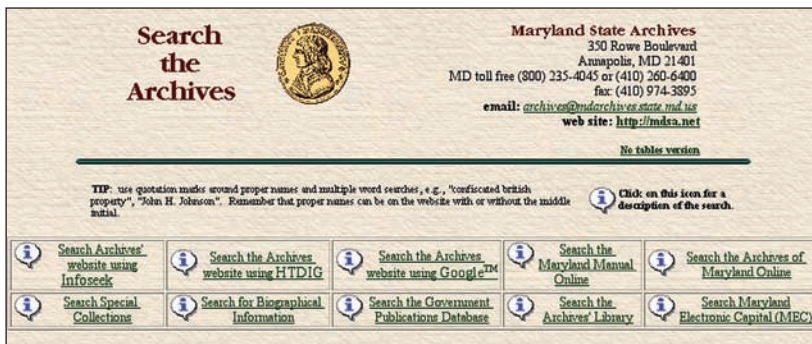 Search
the
Archives
Maryland State Archives
350 Rowe Boulevard
Annapolis, MD 21401
MD toll free (800) 235-4045 or (410) 260-6400
fax: (410) 974-3895
email: archives@mdarchives.state.md.us
web site: http://mdsa.net
No tables version
TIP: use quotation marks around proper names and multiple word searches, e.g., "confiscated british
property", "John H. Johnson". Remember that proper names can be on the website with or without the middle
initial.
Click on this icon for a
description of the search.
Search Archives'
website using
Infoseek
Search the Archives
website using HTDIG
Search the Archives
website using Google™
Search the
Maryland Manual
Online
Search the Archives of
Maryland Online
Search Special
Collections
Search for Biographical
Information
Search the Government
Publications Database
Search the
Archives' Library
Search Maryland
Electronic Capital (MEC)